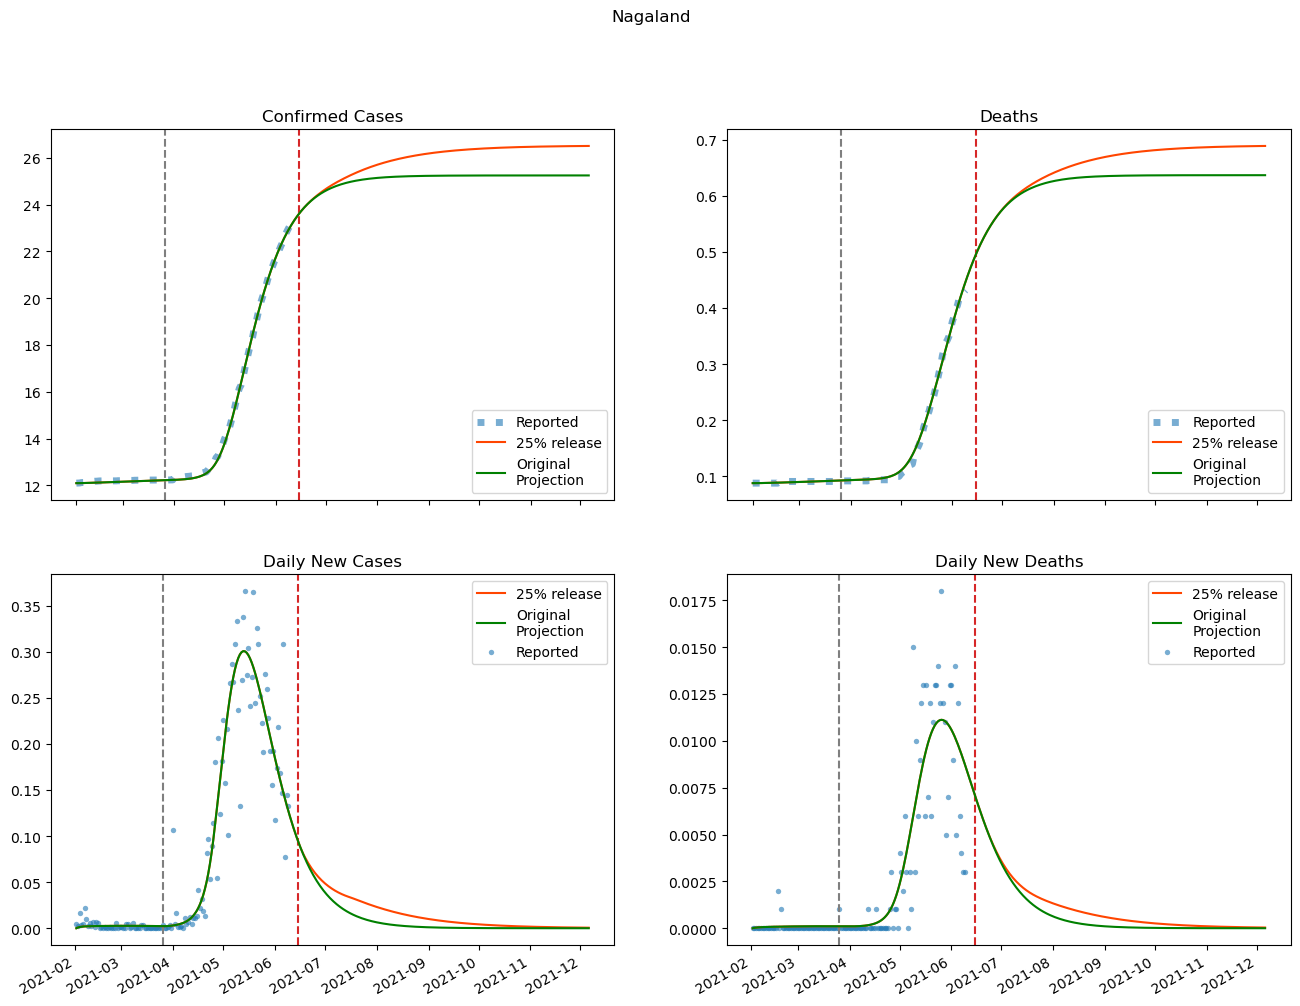 Nagaland
Confirmed Cases
26
24
22
20
18
16
14
12
Reported
25% release
Original
Projection
Deaths
0.7
0.6
0.5
0.4
0.3
0.2
0.1
Reported
25% release
Original
Projection
Daily New Cases
0.35
0.30
0.25
0.20
0.15
0.10
0.05
0.00
25% release
Original
Projection
Reported
2021-02
2021-03
2021-04
2021-05
2021-06
2021-07
2021-08
2021-09
2021-10
2021-11
2021-12
Daily New Deaths
0.0175
0.0150
0.0125
0.0100
0.0075
0.0050
0.0025
0.0000
25% release
Original
Projection
Reported
2021-02
2021-03
2021-04
2021-05
2021-06
2021-07
2021-08
2021-09
2021-10
2021-11
2021-12